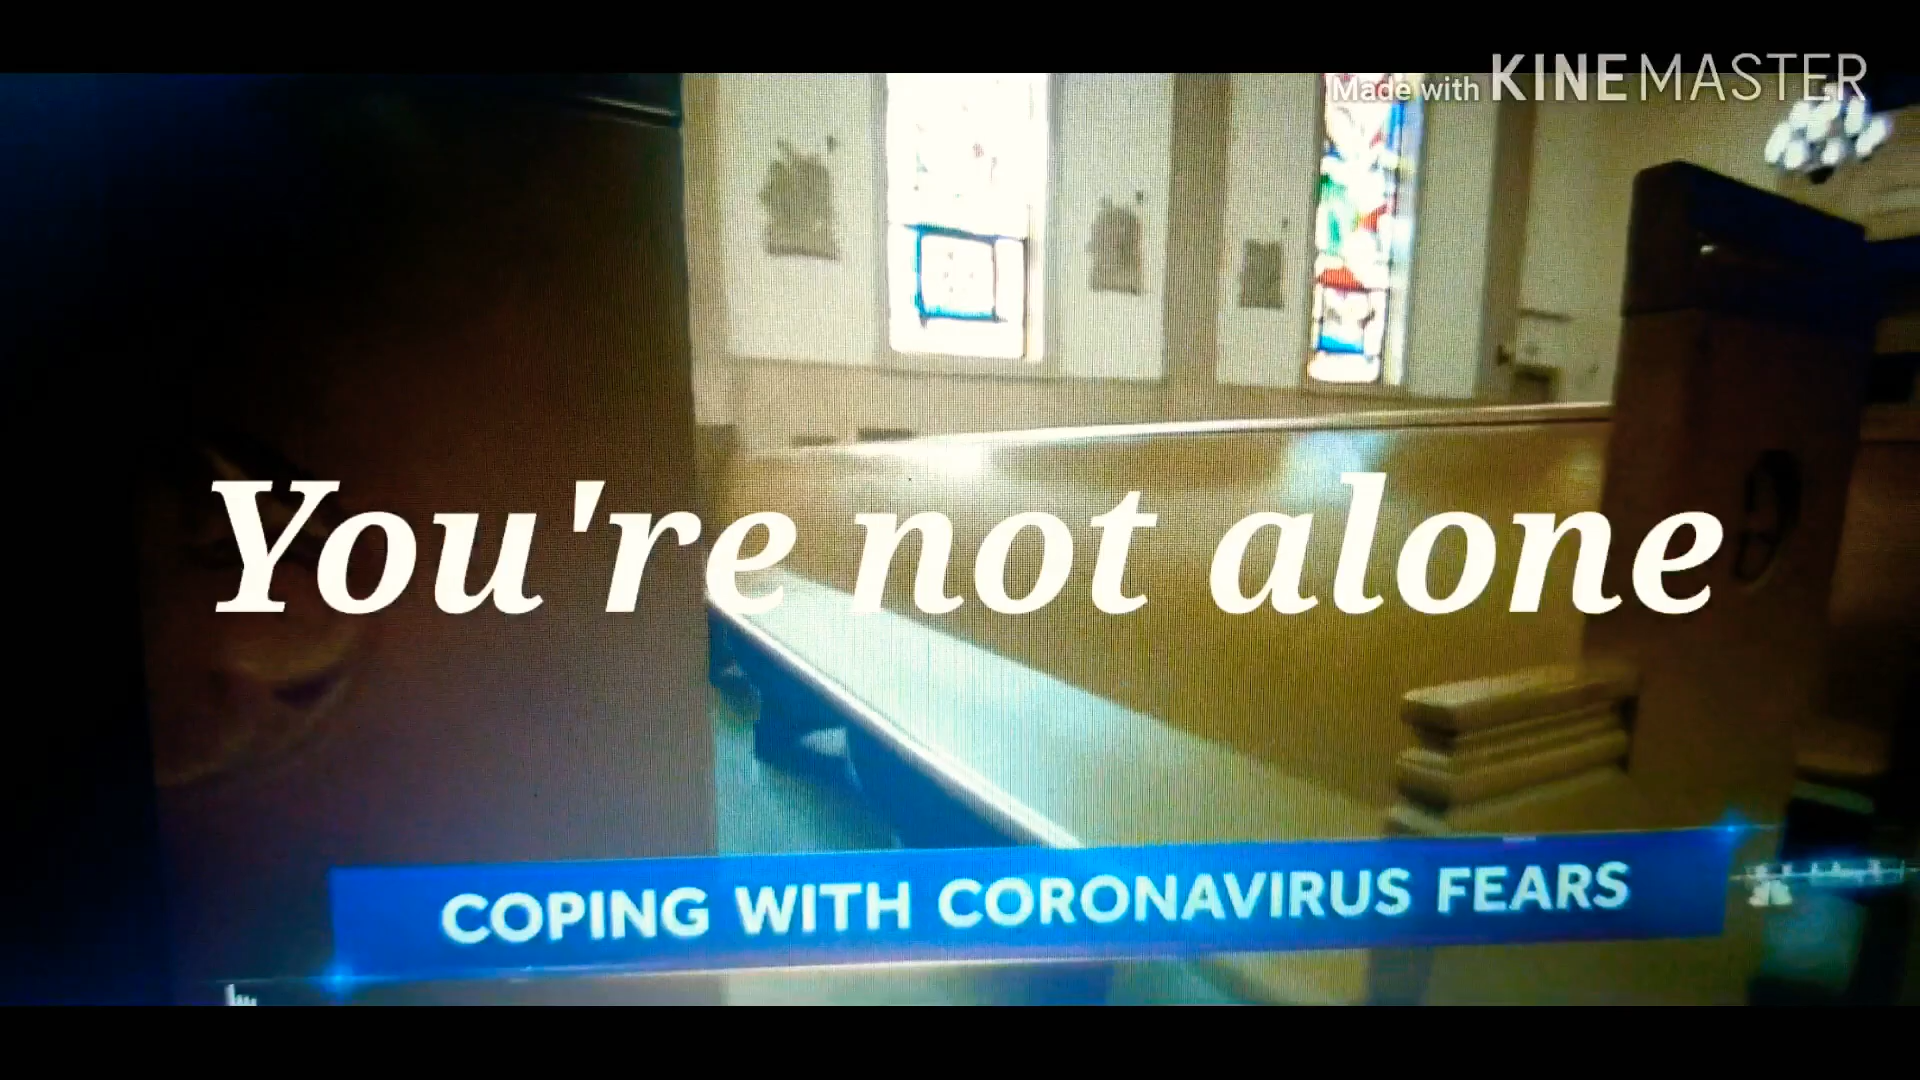 Made with KINEMASTER
You're not alone
COPING WITH CORONAVIRUS FEARS